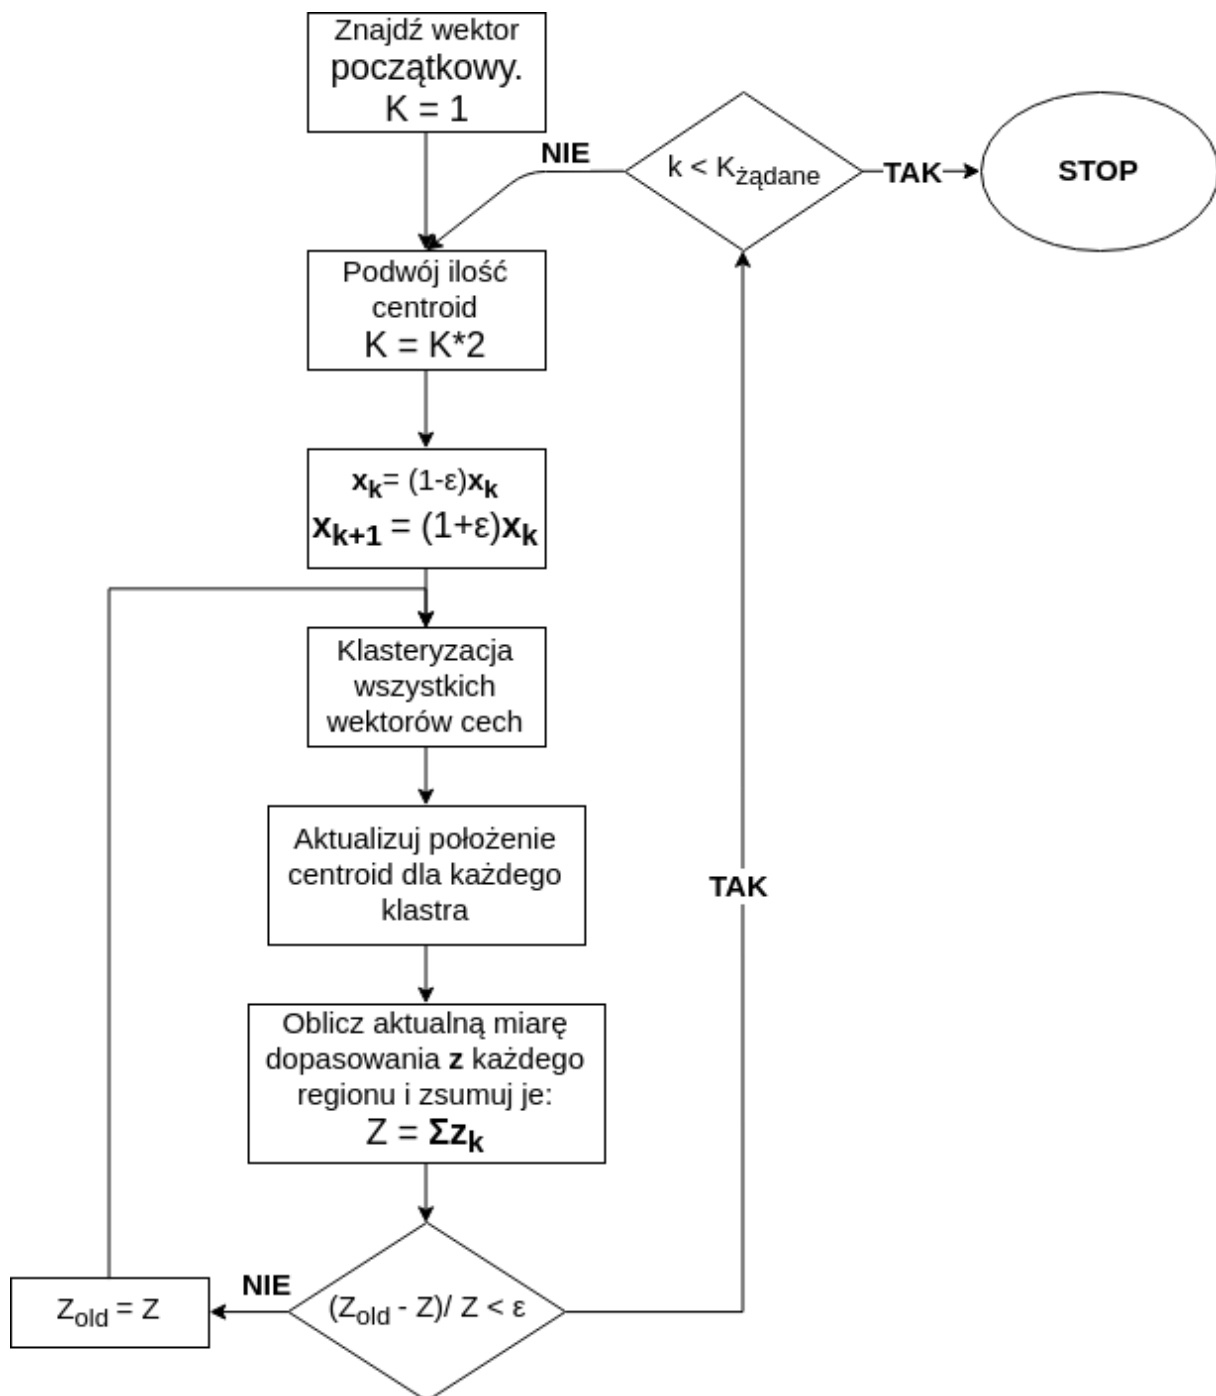 Znajdź wektor
początkowy.
K = 1
NIE
k < Kżądane
TAK
STOP
Podwój ilość
centroid
K = K*2
xk= (1-ε)xk
xk+1 = (1+ε)xk
Klasteryzacja
wszystkich
wektorów cech
Aktualizuj położenie
centroid dla każdego
klastra
TAK
Oblicz aktualną miarę
dopasowania z każdego
regionu i zsumuj je:
Z = Σzk
NIE
Zold = Z
(Zold - Z)/ Z < ε